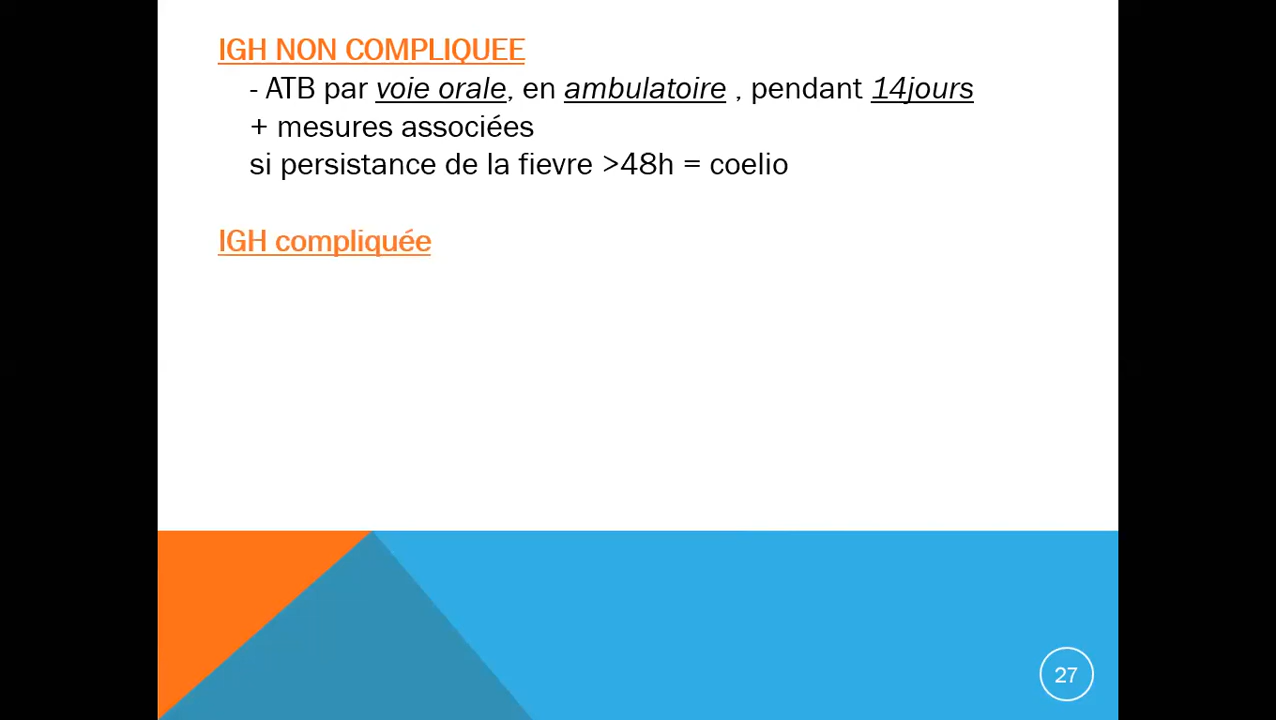 IGH NON COMPLIQUEE
- ATB par voie orale, en ambulatoire , pendant 14jours
+ mesures associées
si persistance de la fievre >48h = coelio
IGH compliquée
27